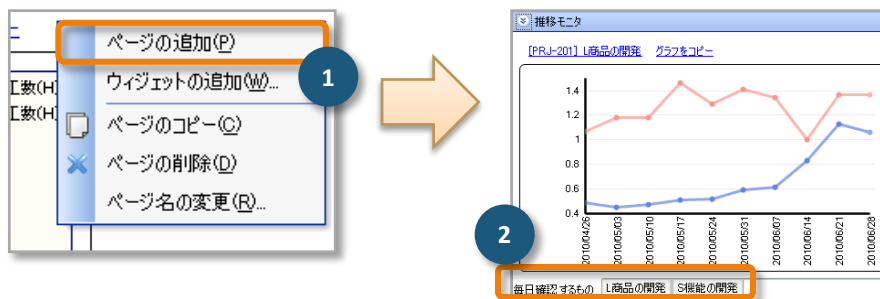 ページの追加(P)
ウィジェットの追加(W)...
ページのコピー(C)
ページの削除(D)
ページ名の変更(R)...
工数(H)
工数(H)
1
推移モニタ
[PRJ-201] L商品の開発 グラフをコピー
1.4
1.2
1
0.8
0.6
0.4
2010/04/26
2010/05/03
2010/05/10
2010/05/17
2010/05/24
2010/05/31
2010/06/07
2010/06/14
2010/06/21
2010/06/28
2
毎日確認するもの L商品の開発 S機能の開発